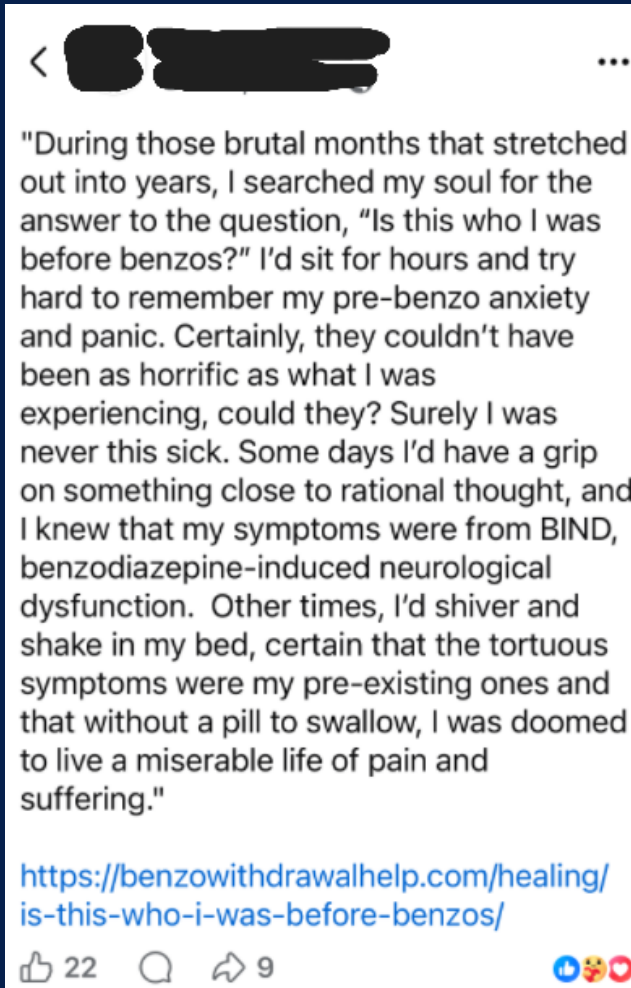 "During those brutal months that stretched
out into years, I searched my soul for the
answer to the question, “Is this who I was
before benzos?” I’d sit for hours and try
hard to remember my pre-benzo anxiety
and panic. Certainly, they couldn’t have
been as horrific as what I was
experiencing, could they? Surely I was
never this sick. Some days I’d have a grip
on something close to rational thought, and
I knew that my symptoms were from BIND,
benzodiazepine-induced neurological
dysfunction.  Other times, I’d shiver and
shake in my bed, certain that the tortuous
symptoms were my pre-existing ones and
that without a pill to swallow, I was doomed
to live a miserable life of pain and
suffering."
https://benzowithdrawalhelp.com/healing/
is-this-who-i-was-before-benzos/
22 9